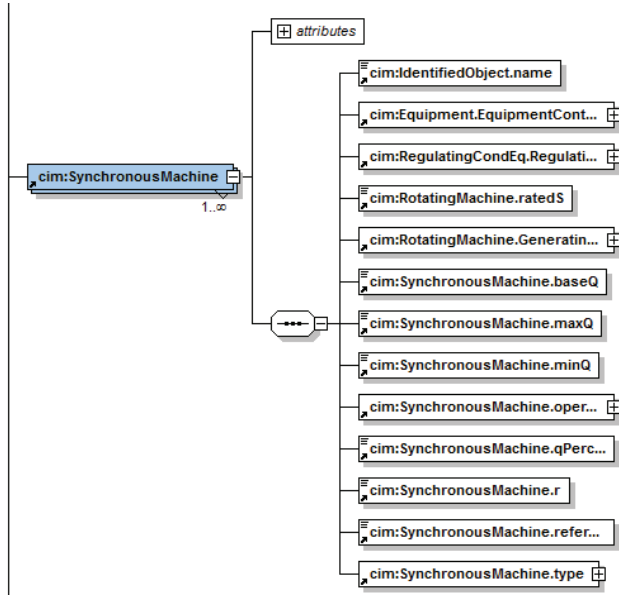 attributes
cim:IdentifiedObject.name
cim:Equipment.EquipmentCont...
cim:RegulatingCondEq.Regulati...
cim:SynchronousMachine
1..∞
cim:RotatingMachine.ratedS
cim:RotatingMachine.Generatin...
cim:SynchronousMachine.baseQ
cim:SynchronousMachine.maxQ
cim:SynchronousMachine.minQ
cim:SynchronousMachine.oper...
cim:SynchronousMachine.qPerc...
cim:SynchronousMachine.r
cim:SynchronousMachine.refer...
cim:SynchronousMachine.type